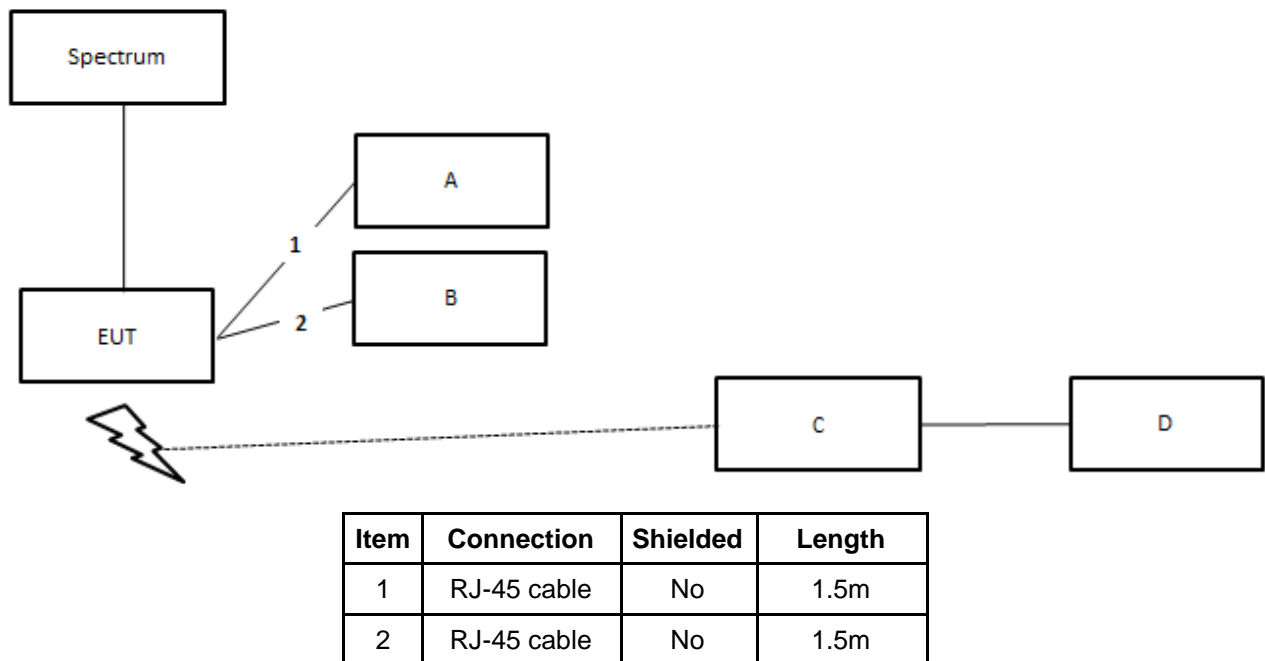 Spectrum
A
1
B
2
EUT
C
D
Item Connection Shielded Length
1 RJ-45 cable No 1.5m
2 RJ-45 cable No 1.5m